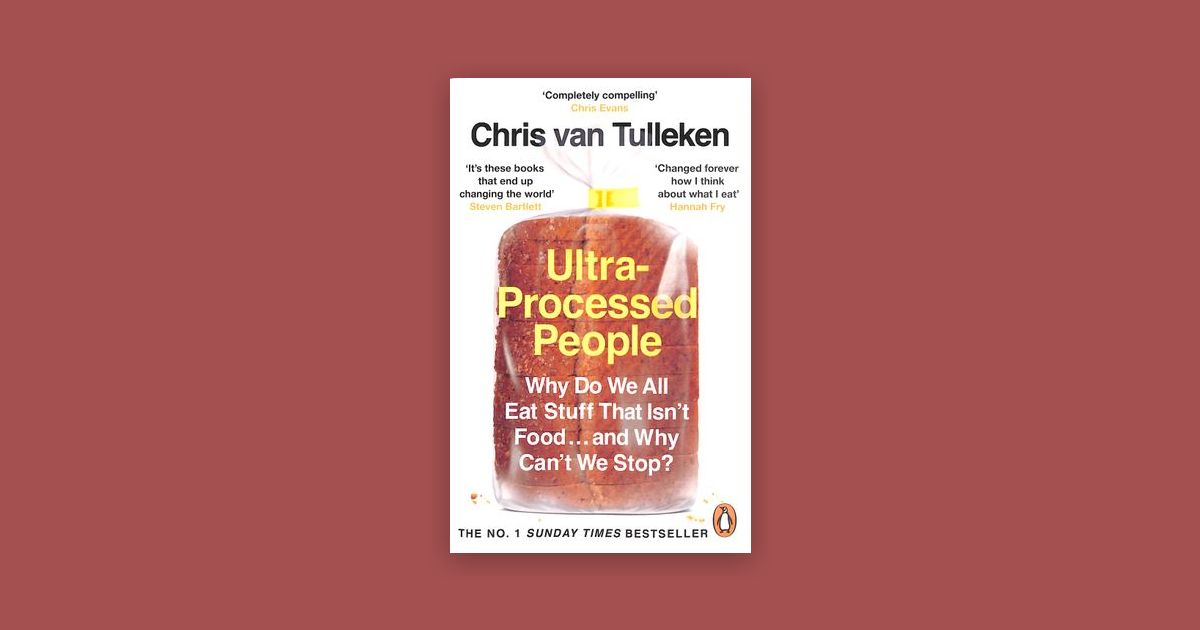 ‘Completely compelling’
Chris Evans
Chris van Tulleken
‘It’s these books
that end up
changing the world’
Steven Bartlett
‘Changed forever
how I think
about what I eat’
Hannah Fry
Ultra-
Processed
People
Why Do We All
Eat Stuff That Isn’t
Food...and Why
Can’t We Stop?
THE NO. 1 SUNDAY TIMES BESTSELLER